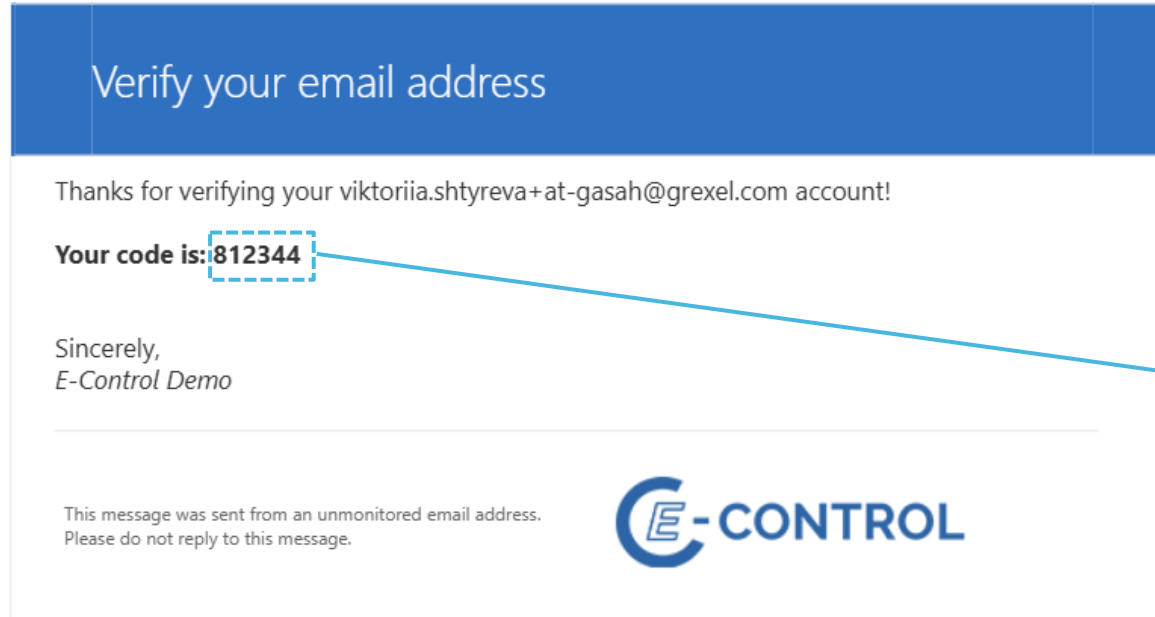 Verify your email address
Thanks for verifying your viktoriia.shtyreva+at-gasah@grexel.com account!
Your code is: 812344
Sincerely,
E-Control Demo
This message was sent from an unmonitored email address.
Please do not reply to this message.
E-CONTROL